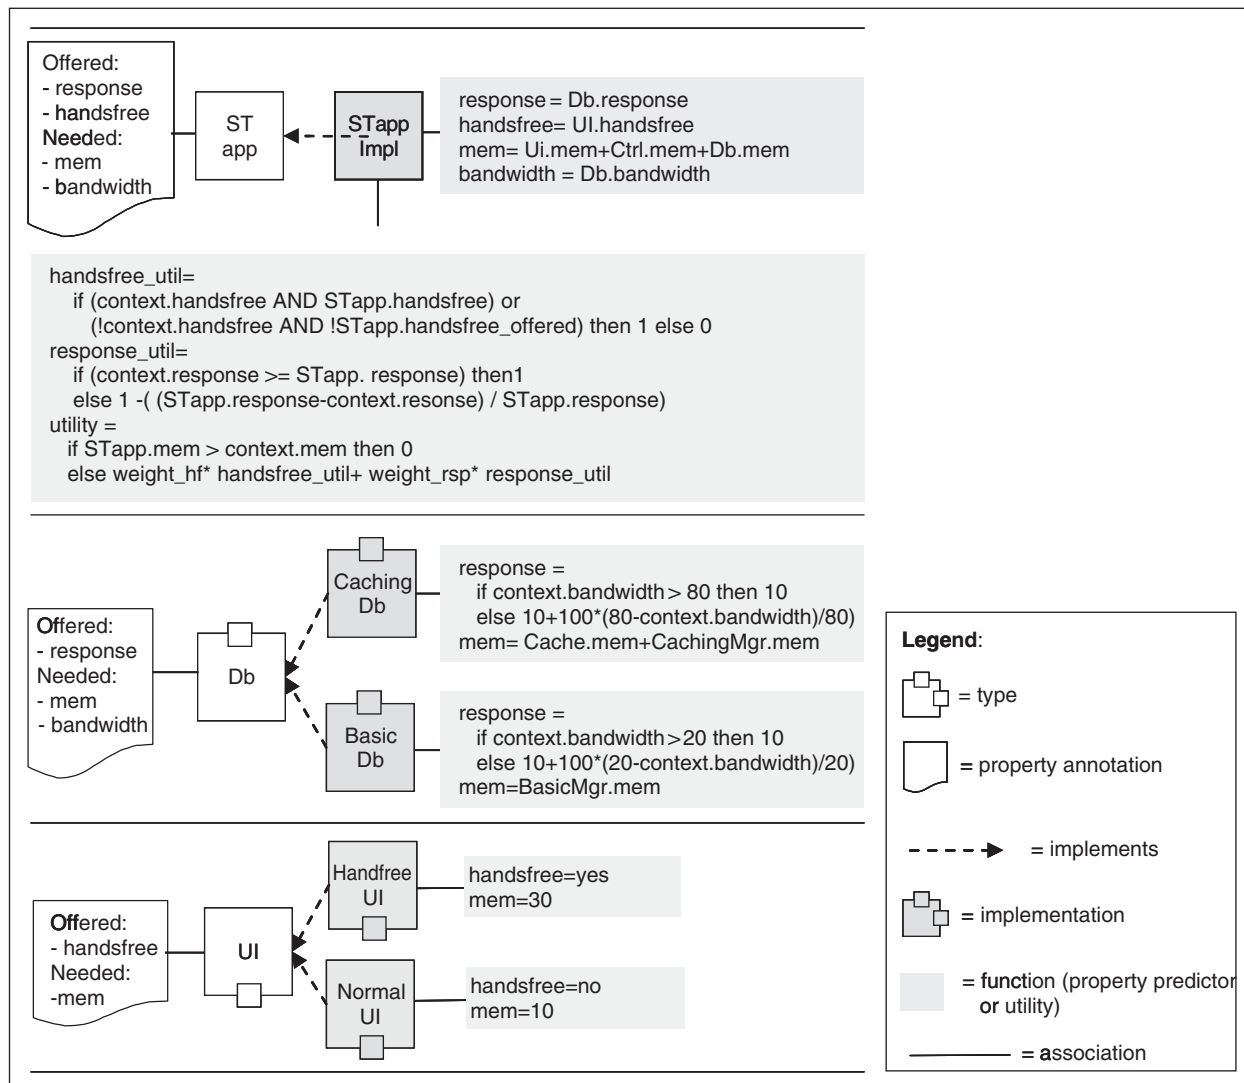 Offered:
- response
- handsfree
Needed:
- mem
- bandwidth
ST
app
STapp
Impl
response = Db.response
handsfree= UI.handsfree
mem= Ui.mem+Ctrl.mem+Db.mem
bandwidth = Db.bandwidth
handsfree_util=
if (context.handsfree AND STapp.handsfree) or
(!context.handsfree AND !STapp.handsfree_offered) then 1 else 0
response_util=
if (context.response >= STapp. response) then1
else 1 -( (STapp.response-context.resonse) / STapp.response)
utility =
if STapp.mem > context.mem then 0
else weight_hf* handsfree_util+ weight_rsp* response_util
Offered:
- response
Needed:
- mem
- bandwidth
Db
Caching
Db
response =
if context.bandwidth > 80 then 10
else 10+100*(80-context.bandwidth)/80)
mem= Cache.mem+CachingMgr.mem
Basic
Db
response =
if context.bandwidth >20 then 10
else 10+100*(20-context.bandwidth)/20)
mem=BasicMgr.mem
Offered:
- handsfree
Needed:
-mem
UI
Handfree
UI
handsfree=yes
mem=30
Normal
UI
handsfree=no
mem=10
Legend:
= type
= property annotation
= implements
= implementation
= function (property predictor
or utility)
= association